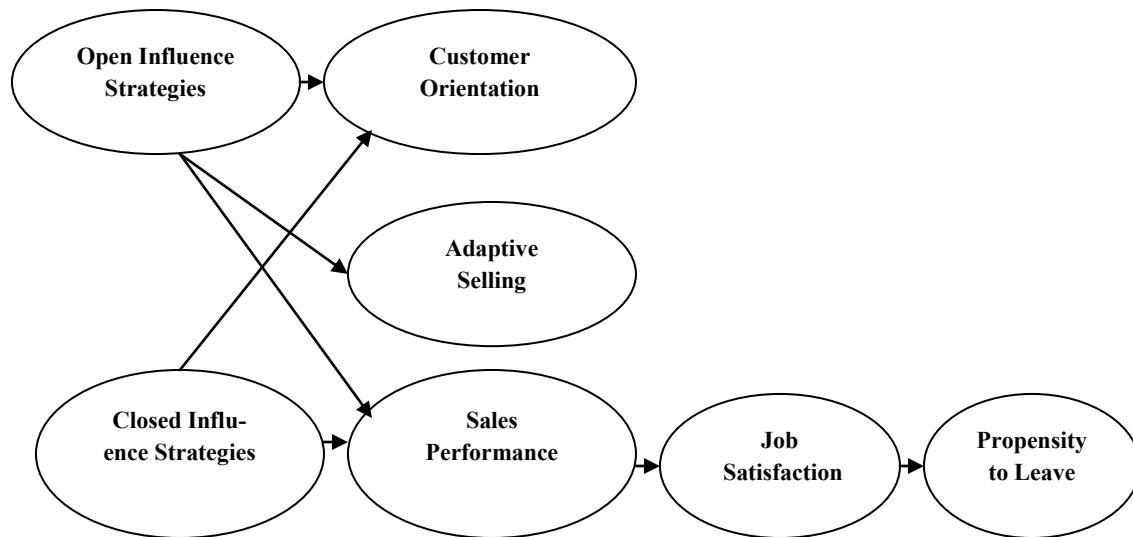 Open Influence
Strategies
Customer
Orientation
Adaptive
Selling
Closed Influ-
ence Strategies
Sales
Performance
Job
Satisfaction
Propensity
to Leave